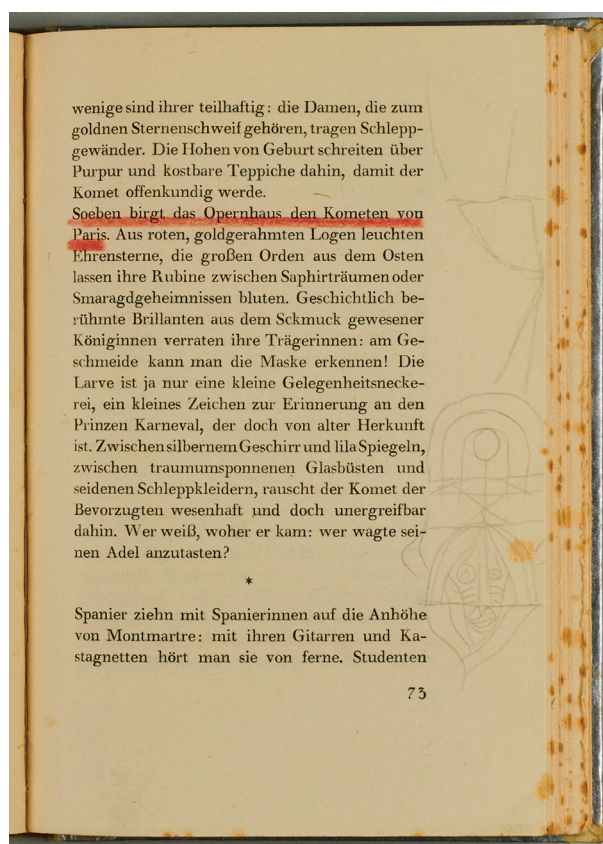 wenige sind ihrer teilhaftig: die Damen, die zum
goldnen Sternenschweif gehören, tragen Schlepp-
gewänder. Die Hohen von Geburt schreiten über
Purpur und kostbare Teppiche dahin, damit der
Komet offenkundig werde.
Soeben birgt das Opernhaus den Kometen von
Paris. Aus roten, goldgerahmten Logen leuchten
Ehrensterne, die großen Orden aus dem Osten
lassen ihre Rubine zwischen Saphirträumen oder
Smaragdgeheimnissen bluten. Geschichtlich be-
rühmte Brillanten aus dem Sckmuck gewesener
Königinnen verraten ihre Trägerinnen: am Ge-
schmeide kann man die Maske erkennen! Die
Larve ist ja nur eine kleine Gelegenheitsnecke-
rei, ein kleines Zeichen zur Erinnerung an den
Prinzen Karneval, der doch von alter Herkunft
ist. Zwischen silbernem Geschirr und lila Spiegeln,
zwischen traumumsponnenen Glasbüsten und
seidenen Schleppkleidern, rauscht der Komet der
Bevorzugten wesenhaft und doch unergreifbar
dahin. Wer weiß, woher er kam: wer wagte sei-
nen Adel anzutasten?
*
Spanier ziehn mit Spanierinnen auf die Anhöhe
von Montmartre: mit ihren Gitarren und Ka-
stagnetten hört man sie von ferne. Studenten
73